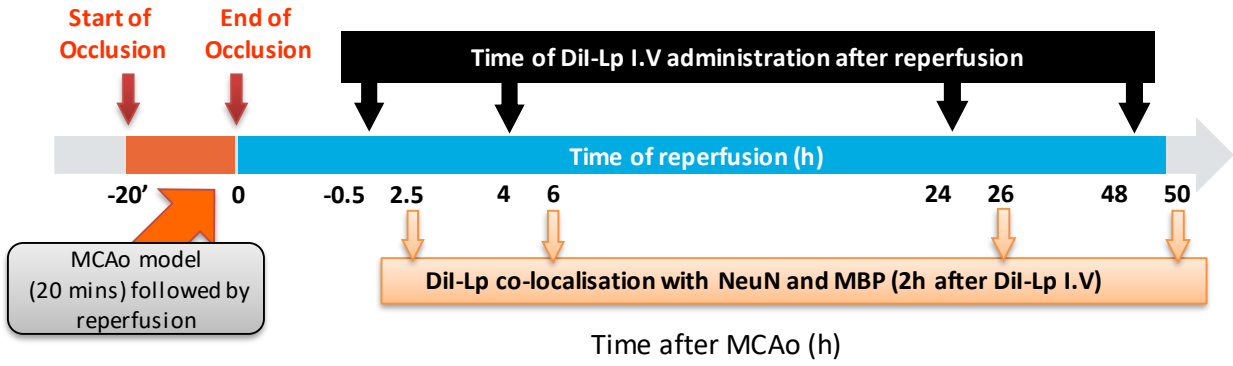 Start of
Occlusion
End of
Occlusion
Time of DiI-Lp I.V administration after reperfusion
Time of reperfusion (h)
-20’ 0 -0.5 2.5 4 6 24 26 48 50
MCAo model
(20 mins) followed by
reperfusion
DiI-Lp co-localisation with NeuN and MBP (2h after DiI-Lp I.V)
Time after MCAo (h)